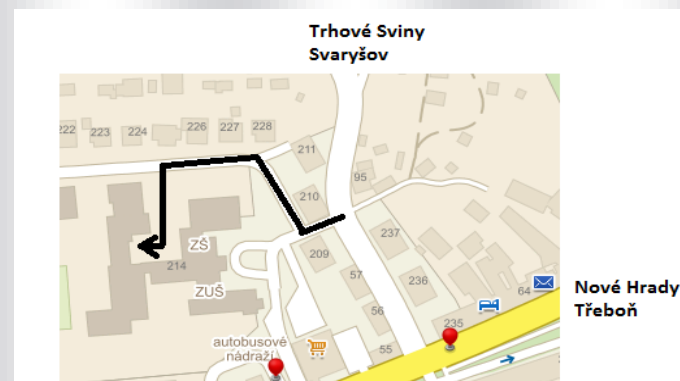 Trhové Sviny
Svaryšov
222 223 224 226 227 228
211
95
210
ZŠ
209
237
214
57
236
64
ZUŠ
Nové Hrady
Třeboň
56
235
autobusové
nádraží
55